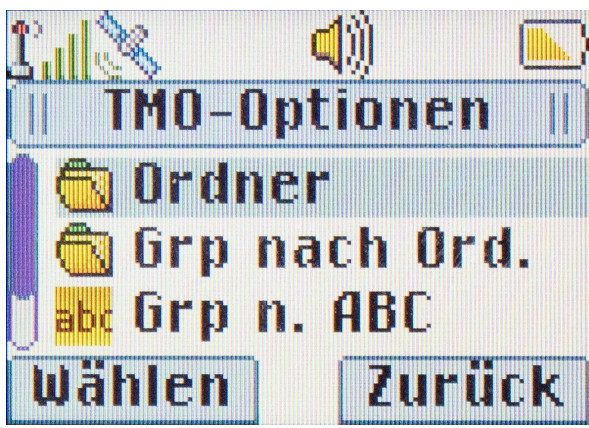 TMO-Optionen
Ordner
Grp nach Ord.
abc Grp n. ABC
Wählen Zurück